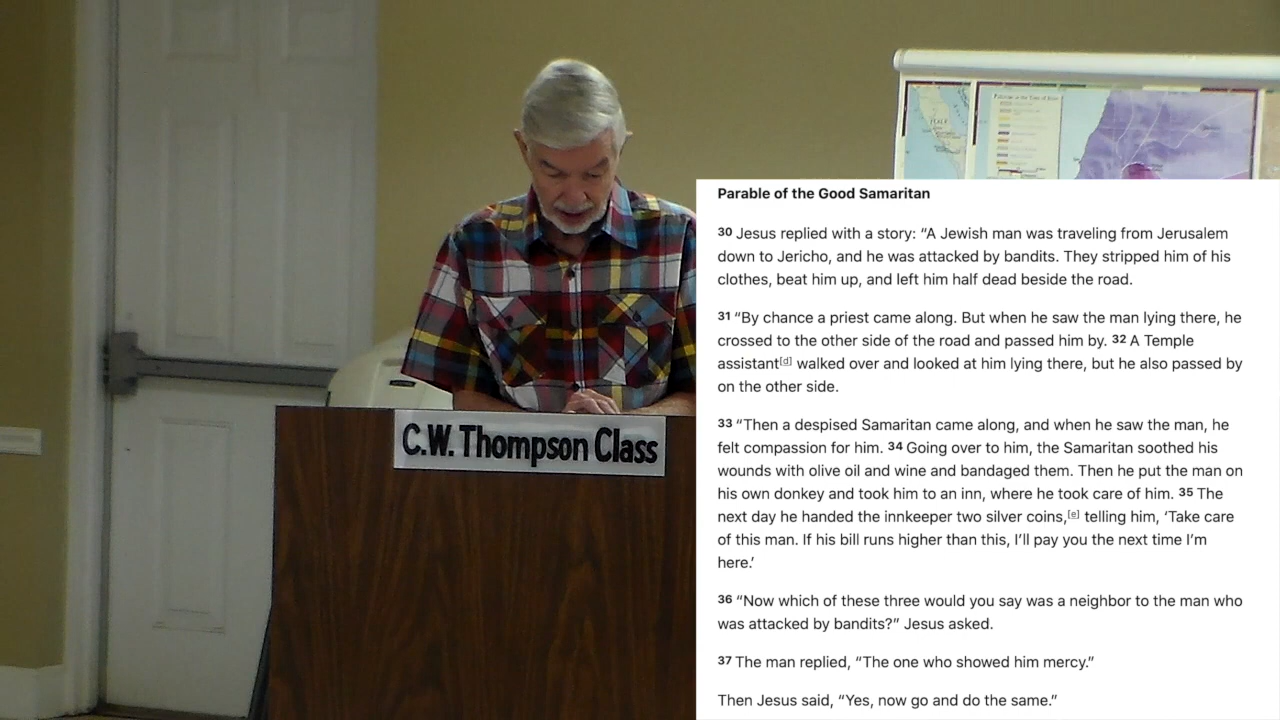 ITALY
C.W. Thompson Class
Parable of the Good Samaritan
30 Jesus replied with a story: “A Jewish man was traveling from Jerusalem
down to Jericho, and he was attacked by bandits. They stripped him of his
clothes, beat him up, and left him half dead beside the road.
31 “By chance a priest came along. But when he saw the man lying there, he
crossed to the other side of the road and passed him by. 32 A Temple
assistant[d] walked over and looked at him lying there, but he also passed by
on the other side.
33 “Then a despised Samaritan came along, and when he saw the man, he
felt compassion for him. 34 Going over to him, the Samaritan soothed his
wounds with olive oil and wine and bandaged them. Then he put the man on
his own donkey and took him to an inn, where he took care of him. 35 The
next day he handed the innkeeper two silver coins,[e] telling him, ‘Take care
of this man. If his bill runs higher than this, I’ll pay you the next time I’m
here.’
36 “Now which of these three would you say was a neighbor to the man who
was attacked by bandits?” Jesus asked.
37 The man replied, “The one who showed him mercy.”
Then Jesus said, “Yes, now go and do the same.”